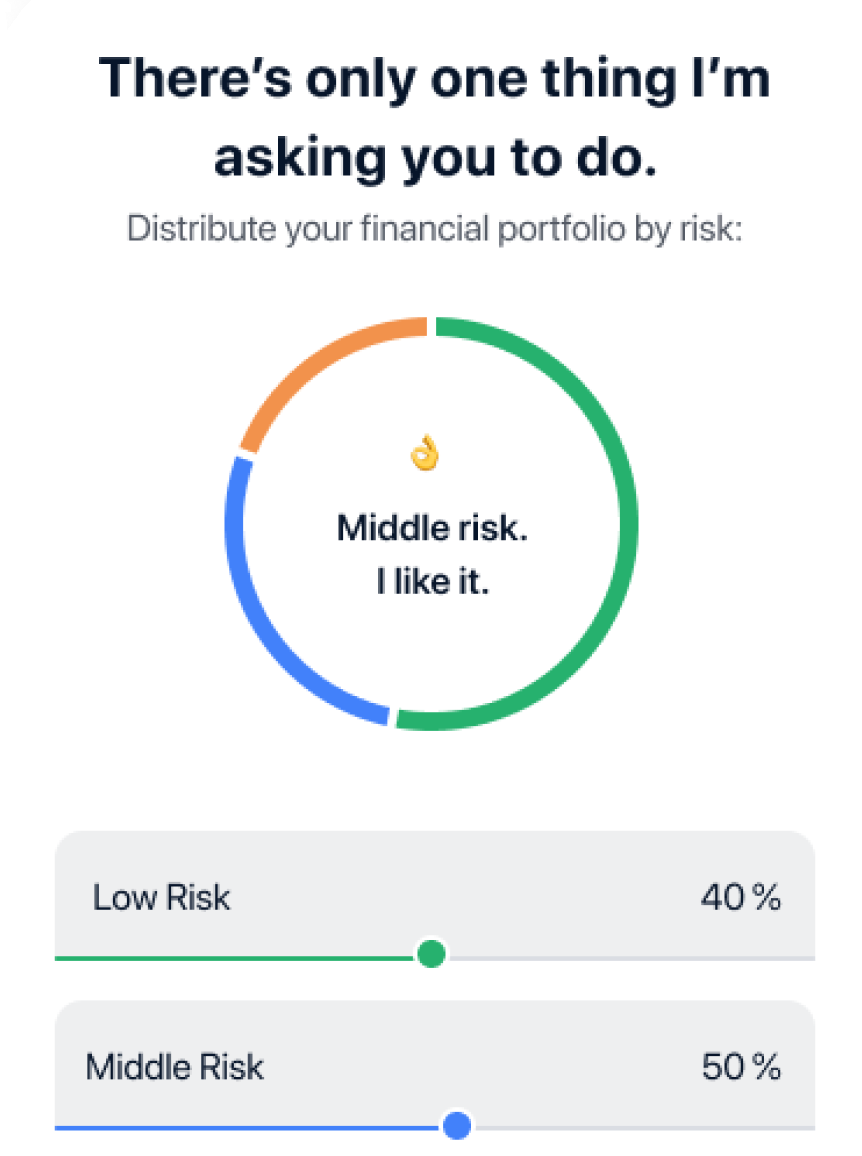 There’s only one thing I’m
asking you to do.
Distribute your financial portfolio by risk:
Middle risk.
I like it.
Low Risk 40 %
Middle Risk 50 %